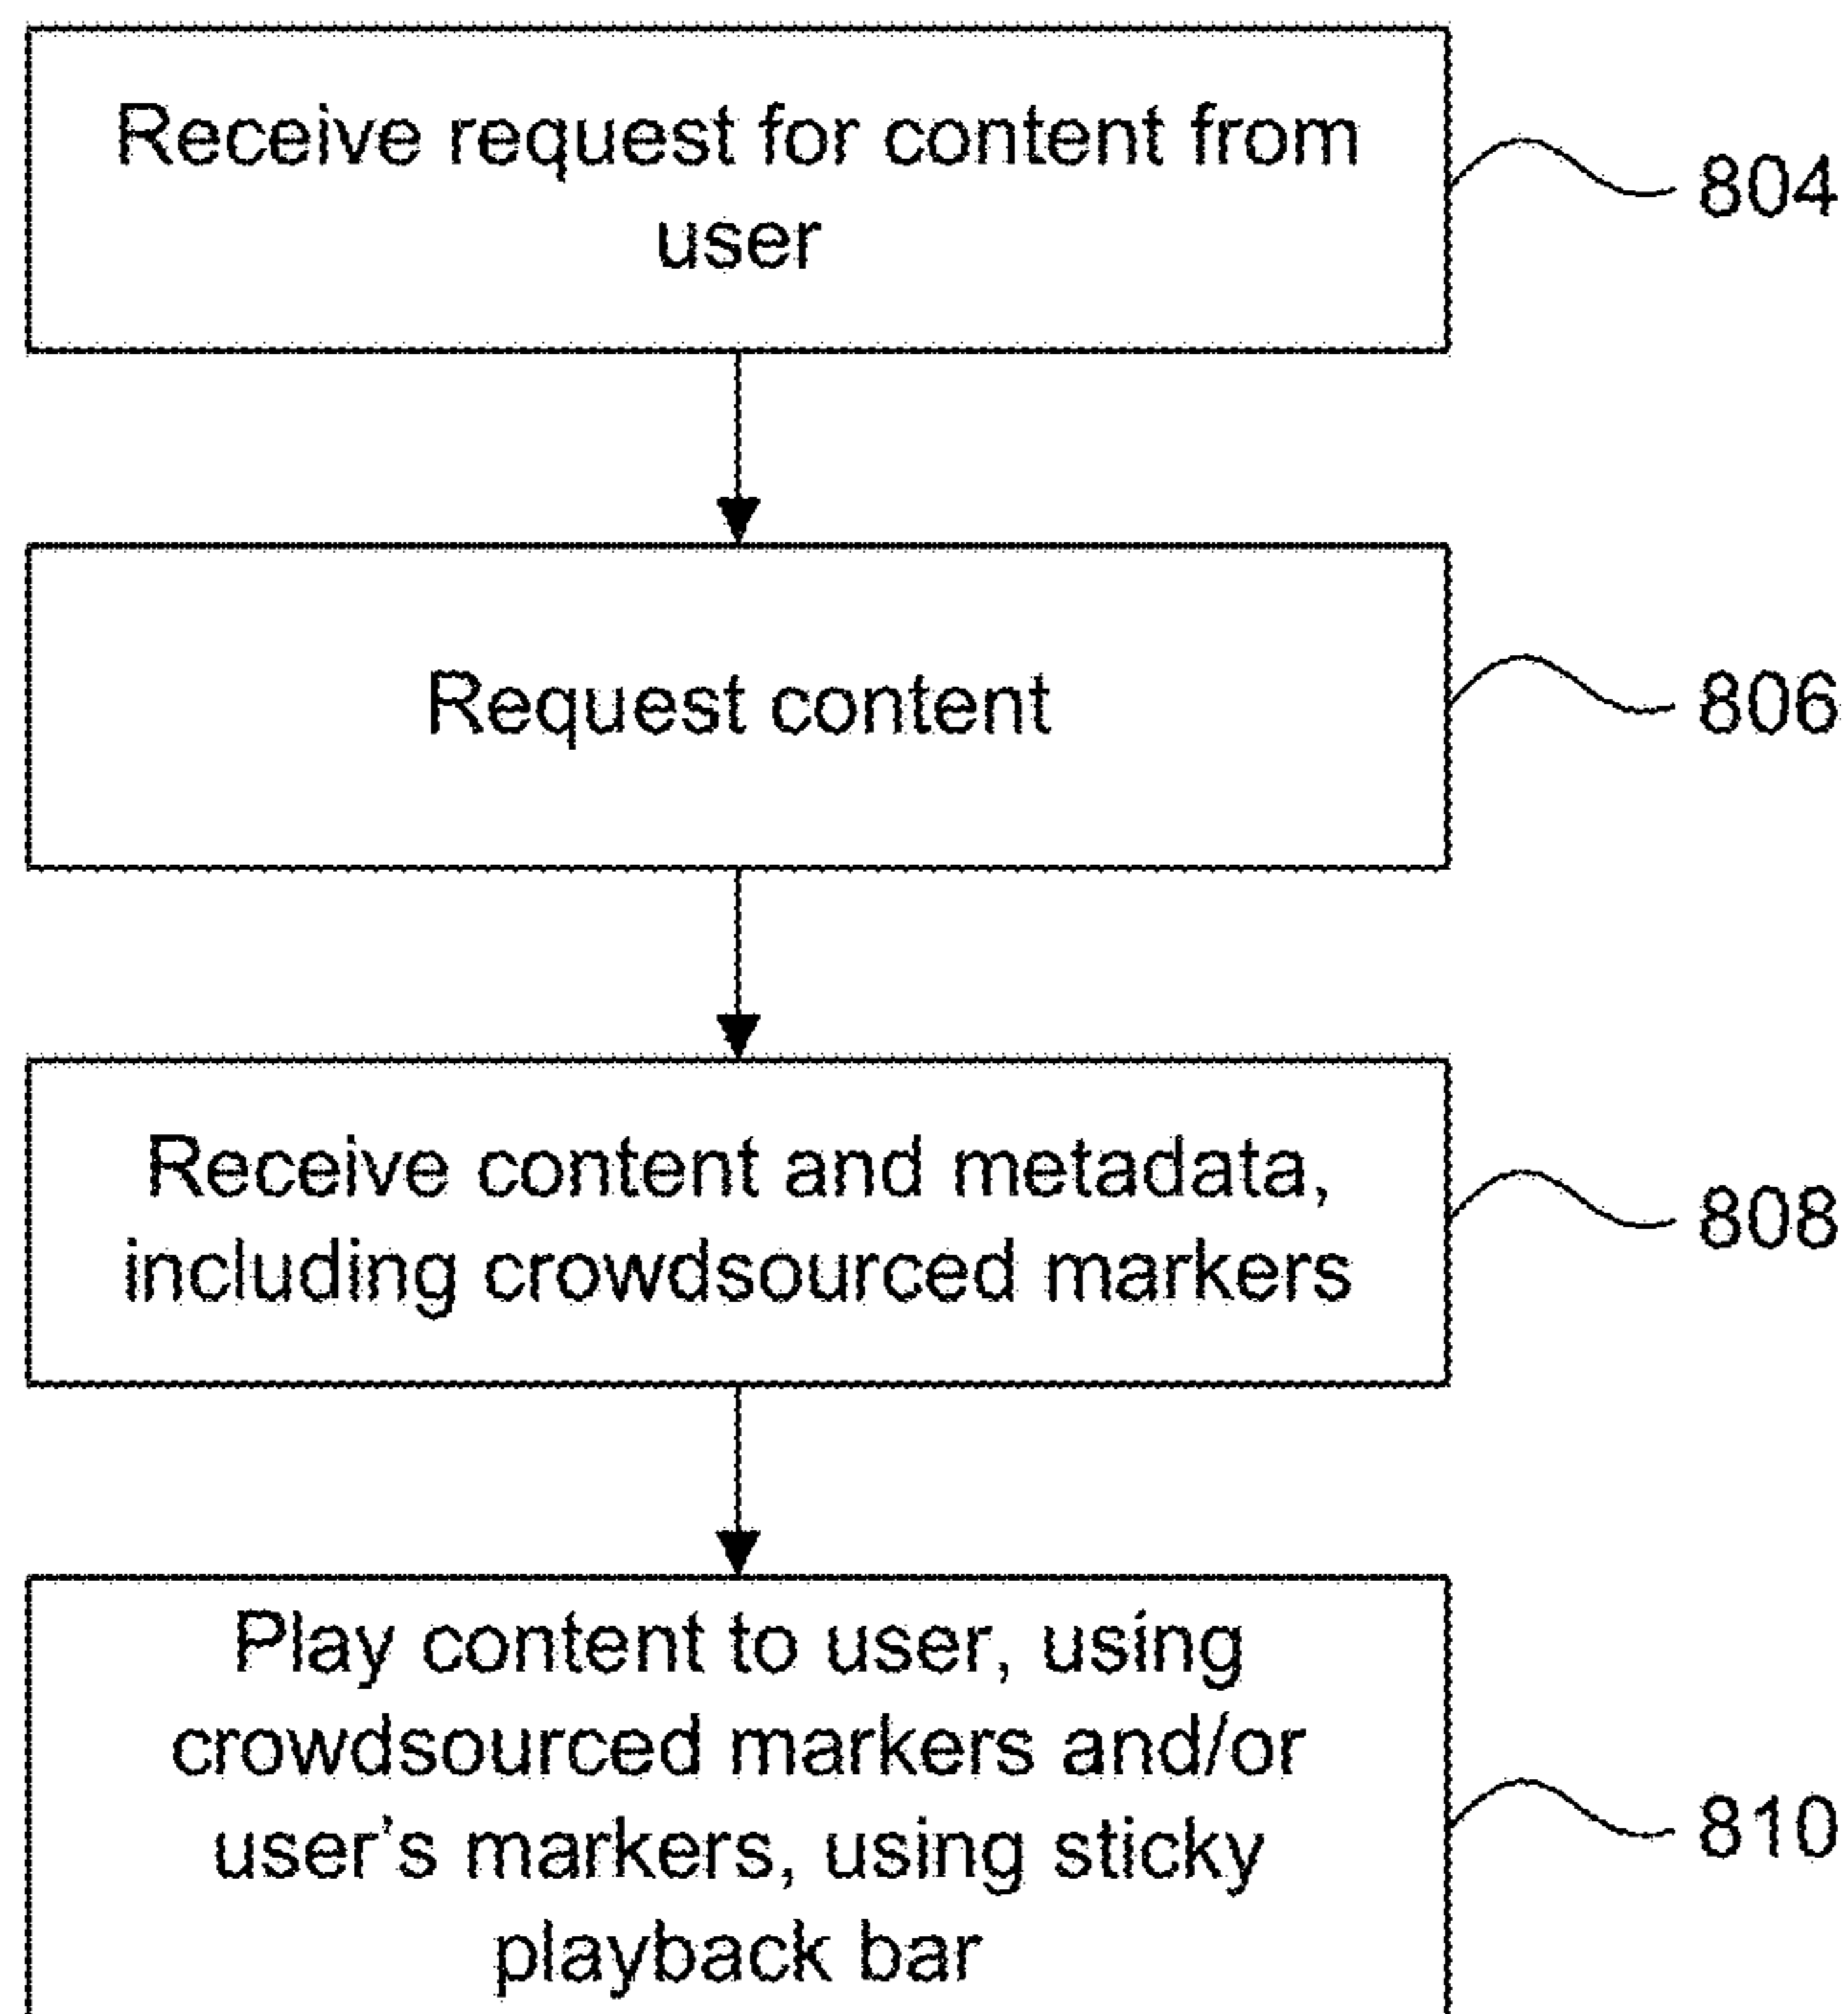 Receive request for content from
user
804
Request content
806
Receive content and metadata,
including crowdsourced markers
808
Play content to user, using
crowdsourced markers and/or
user's markers, using sticky
playback bar
810